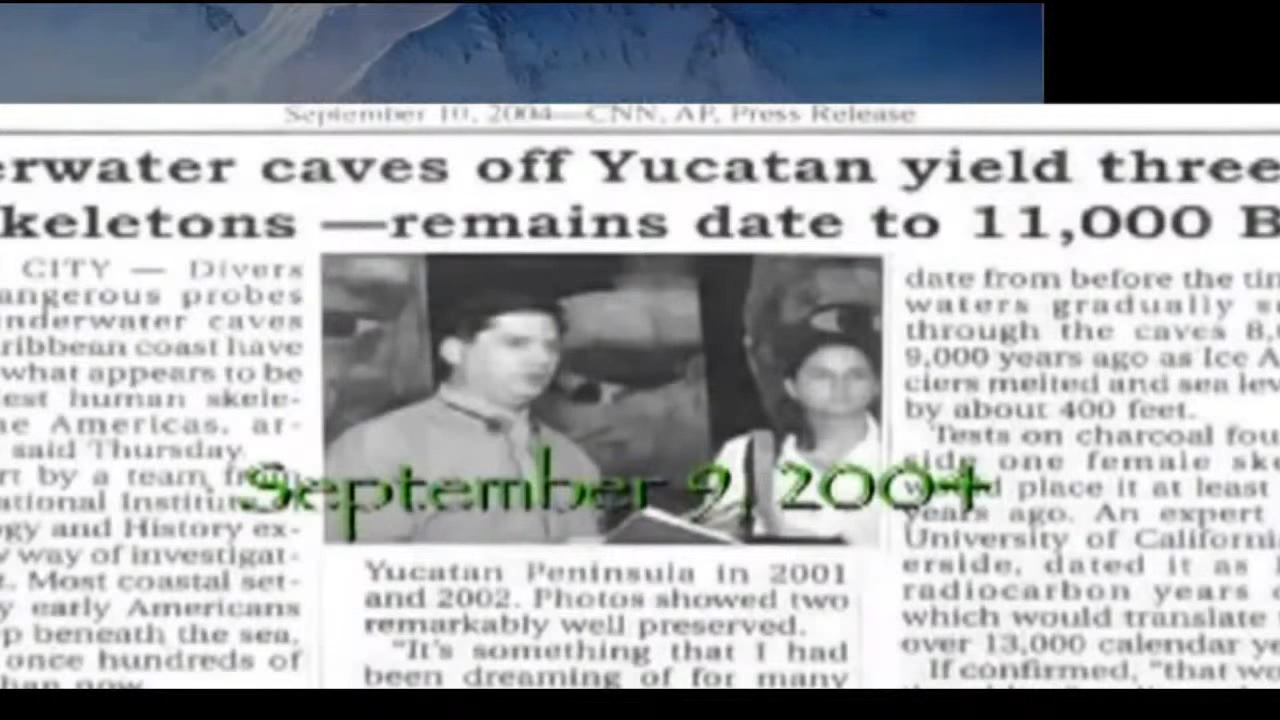 September 10, 2004—CNN, AP, Press Release
erwater caves off Yucatan yield three
keletons —remains date to 11,000 B
CITY — Divers
angerous probes
nderwater caves
ribbean coast have
what appears to be
est human skele-
e Americas, ar-
said Thursday.
rt by a team from
ational Institute
ogy and History ex-
way of investigat-
t. Most coastal set-
y early Americans
p beneath the sea,
once hundreds of
han now.
September 9, 2004
Yucatan Peninsula in 2001
and 2002. Photos showed two
remarkably well preserved.
"It's something that I had
been dreaming of for many
date from before the tim
waters gradually s
through the caves 8,
9,000 years ago as Ice A
ciers melted and sea lev
by about 400 feet.
Tests on charcoal fou
side one female ske
place it at least
years ago. An expert
University of California
erside, dated it as
radiocarbon years
which would translate
over 13,000 calendar ye
If confirmed, "that wo